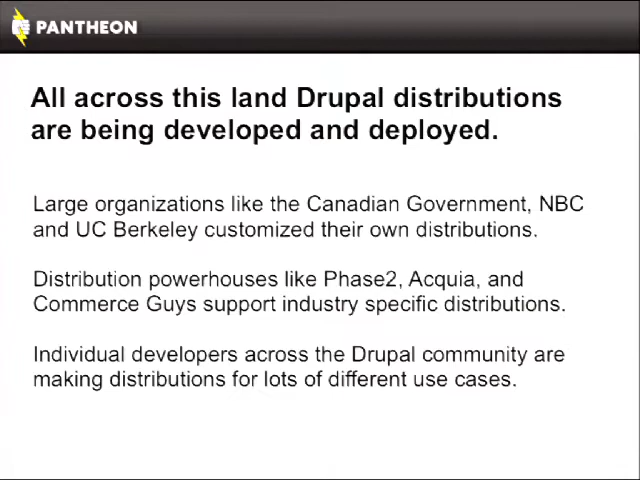 PANTHEON
All across this land Drupal distributions
are being developed and deployed.
Large organizations like the Canadian Government, NBC
and UC Berkeley customized their own distributions.
Distribution powerhouses like Phase2, Acquia, and
Commerce Guys support industry specific distributions.
Individual developers across the Drupal community are
making distributions for lots of different use cases.